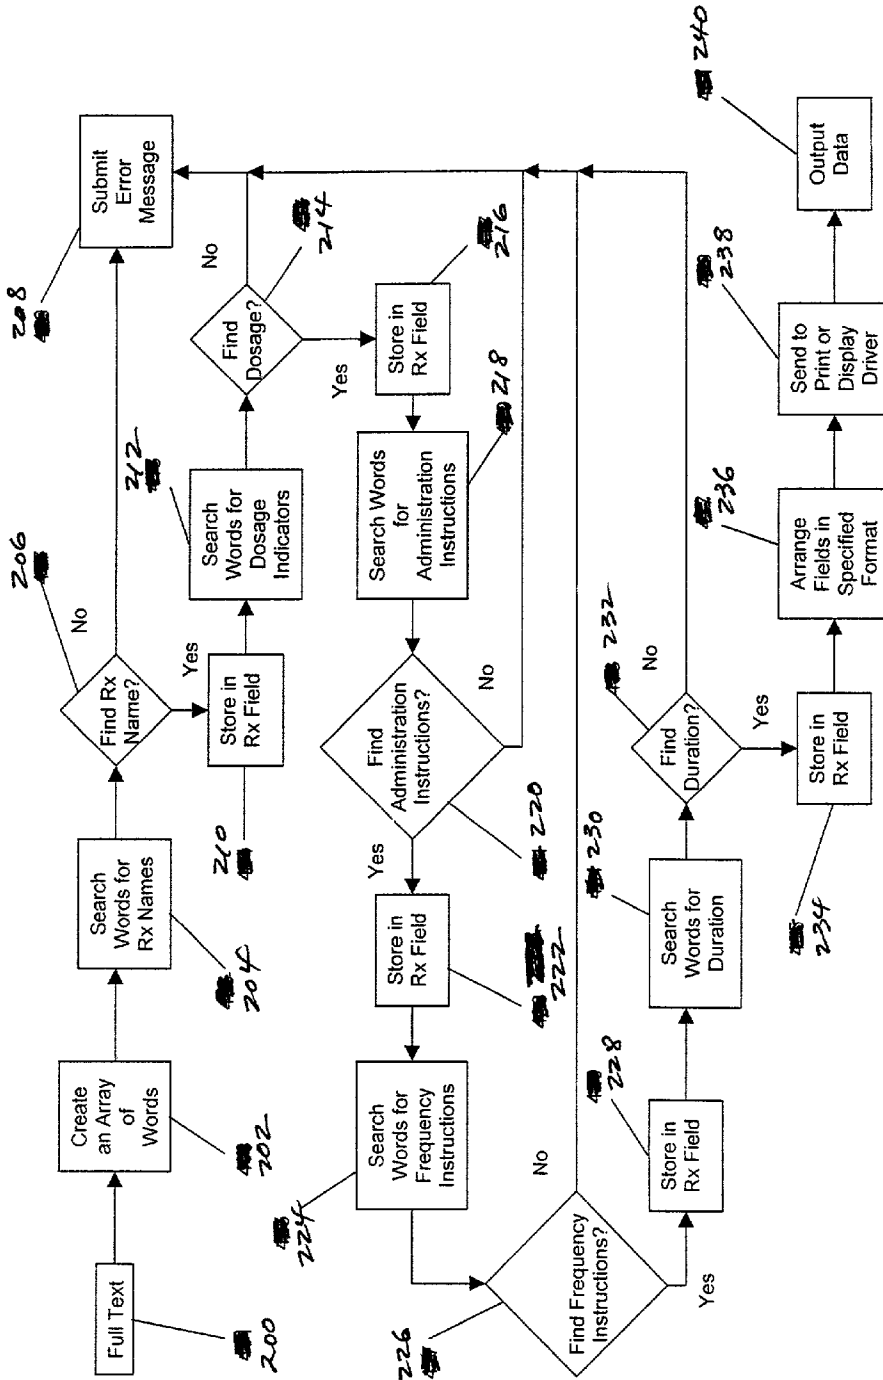 Full Text
200
Create
an Array
of
Words
202
Search
Words for
Rx Names
204
Find Rx
Name?
206
No
Submit
Error
Message
208
Yes
Store in
Rx Field
210
Search
Words for
Dosage
Indicators
212
Find
Dosage?
214
No
Yes
Store in
Rx Field
216
Search Words
for
Administration
Instructions
218
Find
Administration
Instructions?
220
No
Yes
Store in
Rx Field
222
Search
Words for
Frequency
Instructions
224
Find Frequency
Instructions?
226
No
Yes
Store in
Rx Field
228
Search
Words for
Duration
230
Find
Duration?
232
No
Yes
Store in
Rx Field
234
Arrange
Fields in
Specified
Format
236
Send to
Print or
Display
Driver
238
Output
Data
240